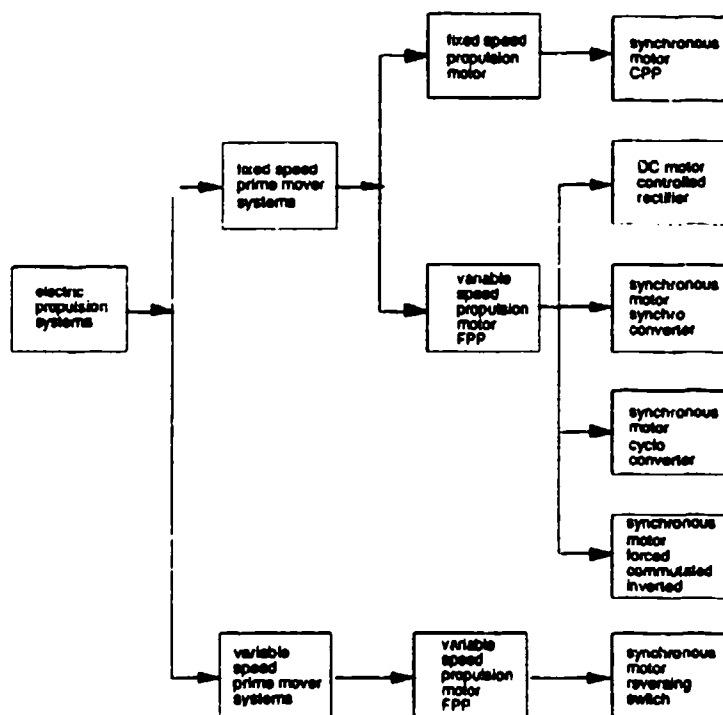 electric
propulsion
systems
fixed speed
prime mover
systems
fixed speed
propulsion
motor
synchronous
motor
CPP
DC motor
controlled
rectifier
variable
speed
propulsion
motor
FPP
synchronous
motor
synchro
converter
synchronous
motor
cyclo
converter
synchronous
motor
forced
commutated
inverted
variable
speed
prime mover
systems
variable
speed
propulsion
motor
FPP
synchronous
motor
reversing
switch